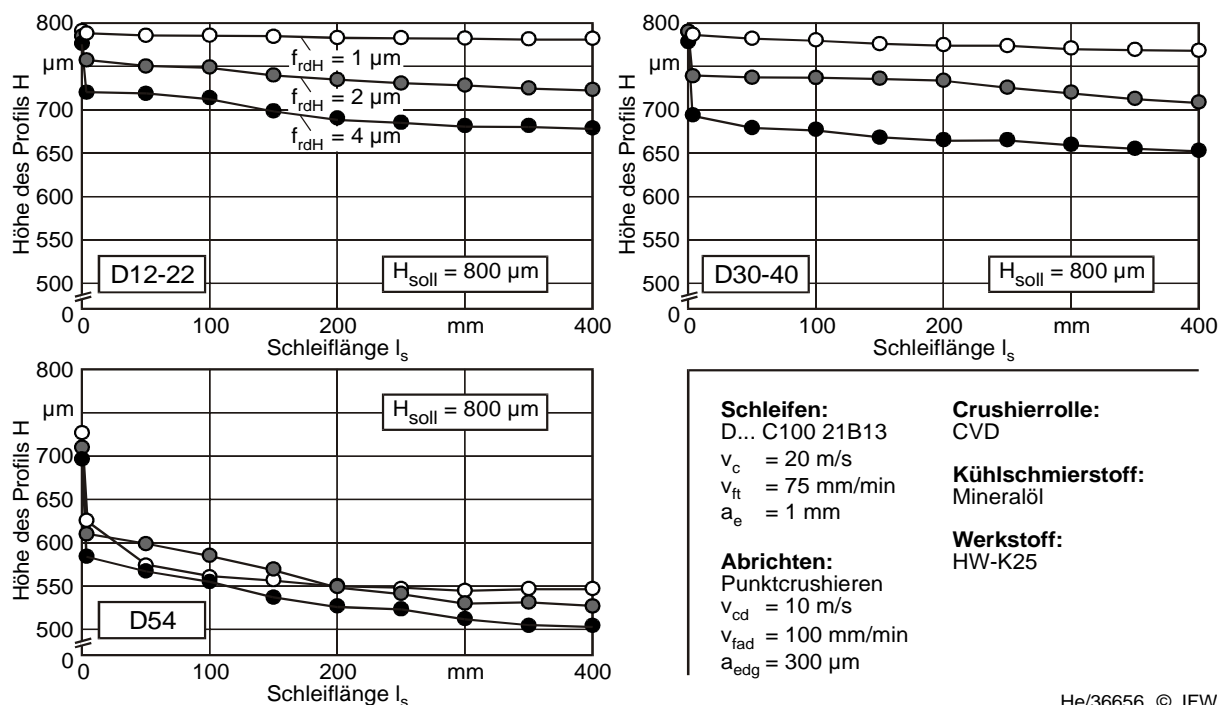 800
µm
700
650
600
550
500
0
Höhe des Profils H
f_rdH = 1 µm
f_rdH = 2 µm
f_rdH = 4 µm
D12-22
H_soll = 800 µm
0 100 200 mm 400
Schleiflänge l_s
800
µm
700
650
600
550
500
0
Höhe des Profils H
D30-40
H_soll = 800 µm
0 100 200 mm 400
Schleiflänge l_s
800
µm
700
650
600
550
500
0
Höhe des Profils H
H_soll = 800 µm
D54
0 100 200 mm 400
Schleiflänge l_s
Schleifen:
D... C100 21B13
v_c = 20 m/s
v_ft = 75 mm/min
a_e = 1 mm
Abrichten:
Punktcrushieren
v_cd = 10 m/s
v_fad = 100 mm/min
a_edg = 300 µm
Crushierrolle:
CVD
Kühlschmierstoff:
Mineralöl
Werkstoff:
HW-K25
He/36656 © IFW